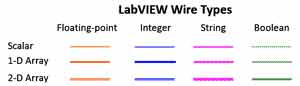 LabVIEW Wire Types
Floating-point Integer String Boolean
Scalar
1-D Array
2-D Array